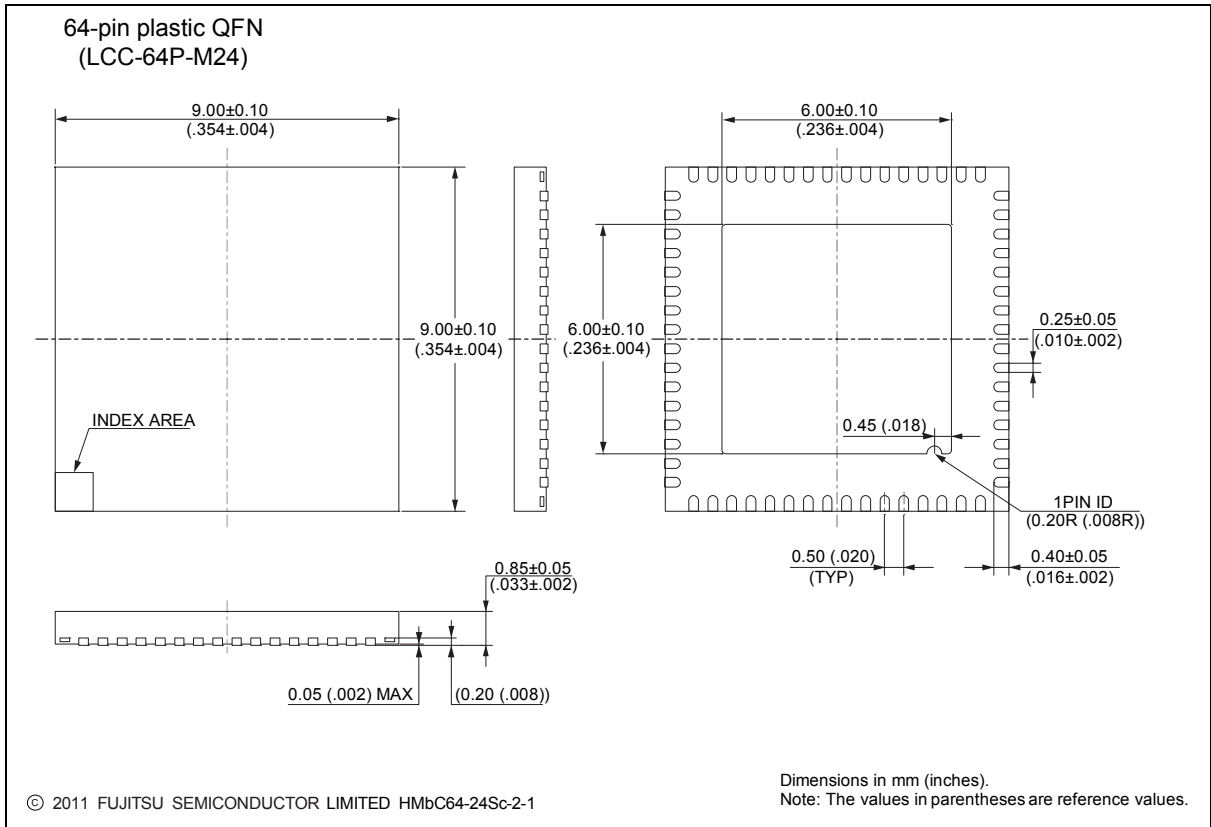 64-pin plastic QFN
(LCC-64P-M24)
9.00±0.10
(.354±.004)
6.00±0.10
(.236±.004)
9.00±0.10
(.354±.004)
6.00±0.10
(.236±.004)
0.25±0.05
(.010±.002)
INDEX AREA
0.45 (.018)
1PIN ID
(0.20R (.008R))
0.50 (.020)
(TYP)
0.40±0.05
(.016±.002)
0.85±0.05
(.033±.002)
0.05 (.002) MAX
(0.20 (.008))
Dimensions in mm (inches).
Note: The values in parentheses are reference values.
© 2011 FUJITSU SEMICONDUCTOR LIMITED HMbC64-24Sc-2-1